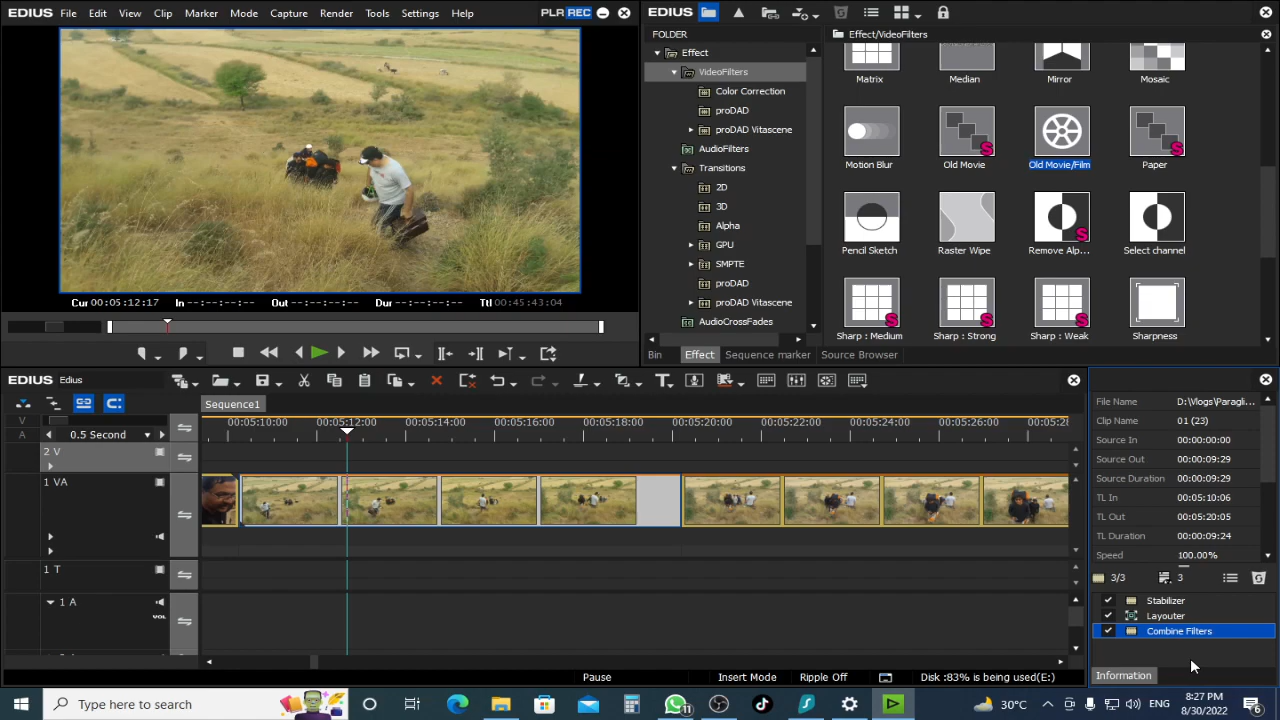 EDIUS File Edit View Clip Marker Mode Capture Render Tools Settings Help PLR REC
Cur 00:05:12:17 In --:--:--:-- Out --:--:--:-- Dur --:--:--:-- Ttl 00:45:43:04
EDIUS
FOLDER
Effect
VideoFilters
Color Correction
proDAD
proDAD Vitascene
AudioFilters
Transitions
2D
3D
Alpha
GPU
SMPTE
proDAD
proDAD Vitascene
AudioCrossFades
Effect/VideoFilters
Matrix Median Mirror Mosaic
Motion Blur Old Movie Old Movie/Film Paper
Pencil Sketch Raster Wipe Remove Alp... Select channel
Sharp : Medium Sharp : Strong Sharp : Weak Sharpness
Bin Effect Sequence marker Source Browser
EDIUS Edius
Sequence1
V
A
0.5 Second
00:05:10:00 00:05:12:00 00:05:14:00 00:05:16:00 00:05:18:00 00:05:20:00 00:05:22:00 00:05:24:00 00:05:26:00 00:05:28
2 V
1 VA
1 T
1 A
VOL
File Name D:\Vlogs\Paragli...
Clip Name 01 (23)
Source In 00:00:00:00
Source Out 00:00:09:29
Source Duration 00:00:09:29
TL In 00:05:10:06
TL Out 00:05:20:05
TL Duration 00:00:09:24
Speed 100.00%
3/3 3
Stabilizer
Layouter
Combine Filters
Information
Pause Insert Mode Ripple Off Disk :83% is being used(E:)
Type here to search
11
30°C
8:27 PM
8/30/2022
6